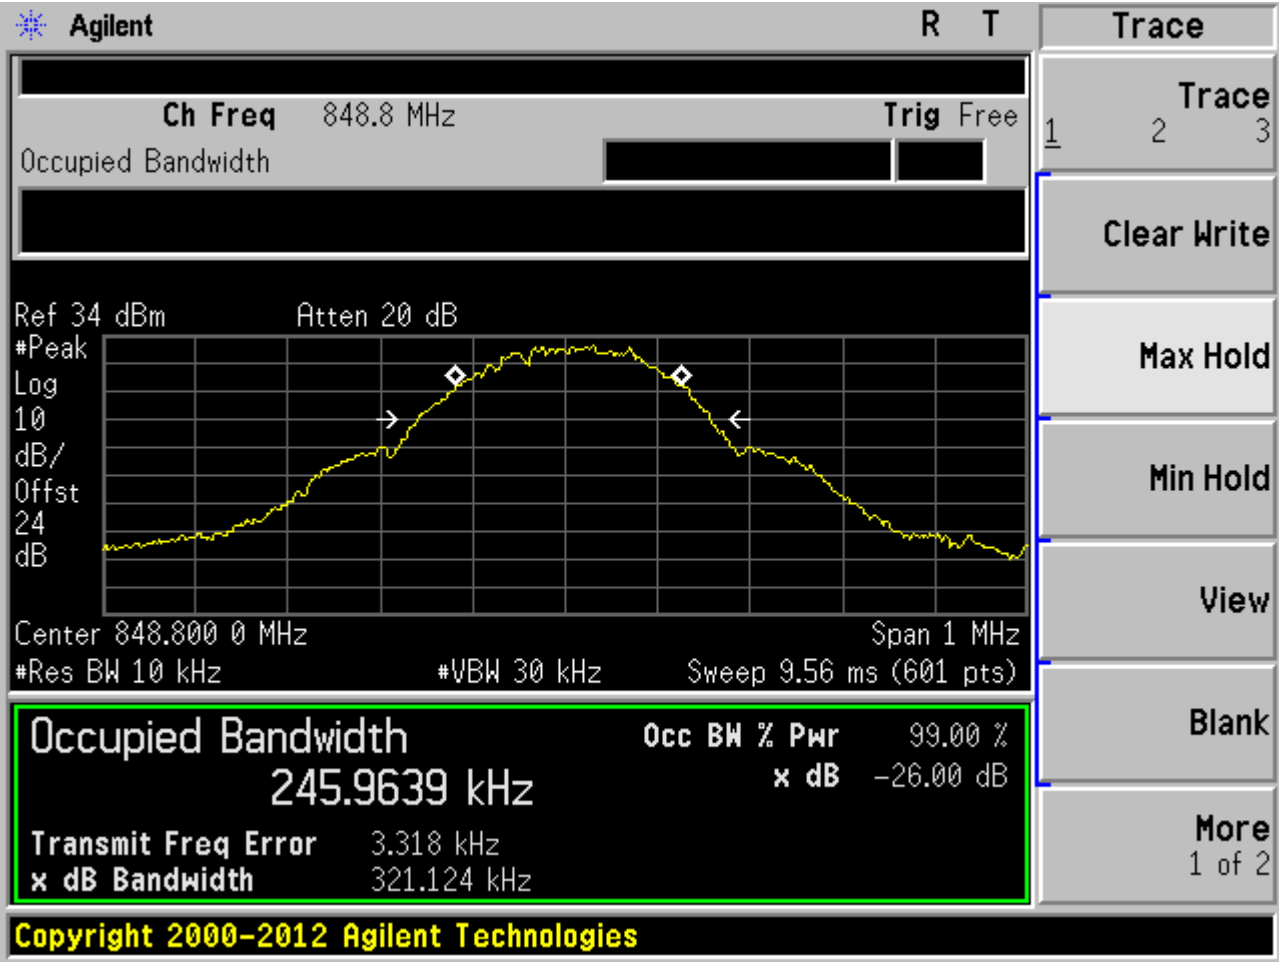 Agilent R T
Trace
Ch Freq 848.8 MHz Trig Free
Occupied Bandwidth
Trace
1 2 3
Clear Write
Max Hold
Min Hold
View
Blank
More
1 of 2
Ref 34 dBm Atten 20 dB
#Peak
Log
10
dB/
Offst
24
dB
Center 848.800 0 MHz Span 1 MHz
#Res BW 10 kHz #VBW 30 kHz Sweep 9.56 ms (601 pts)
Occupied Bandwidth Occ BW % Pwr 99.00 %
245.9639 kHz x dB -26.00 dB
Transmit Freq Error 3.318 kHz
x dB Bandwidth 321.124 kHz
Copyright 2000-2012 Agilent Technologies